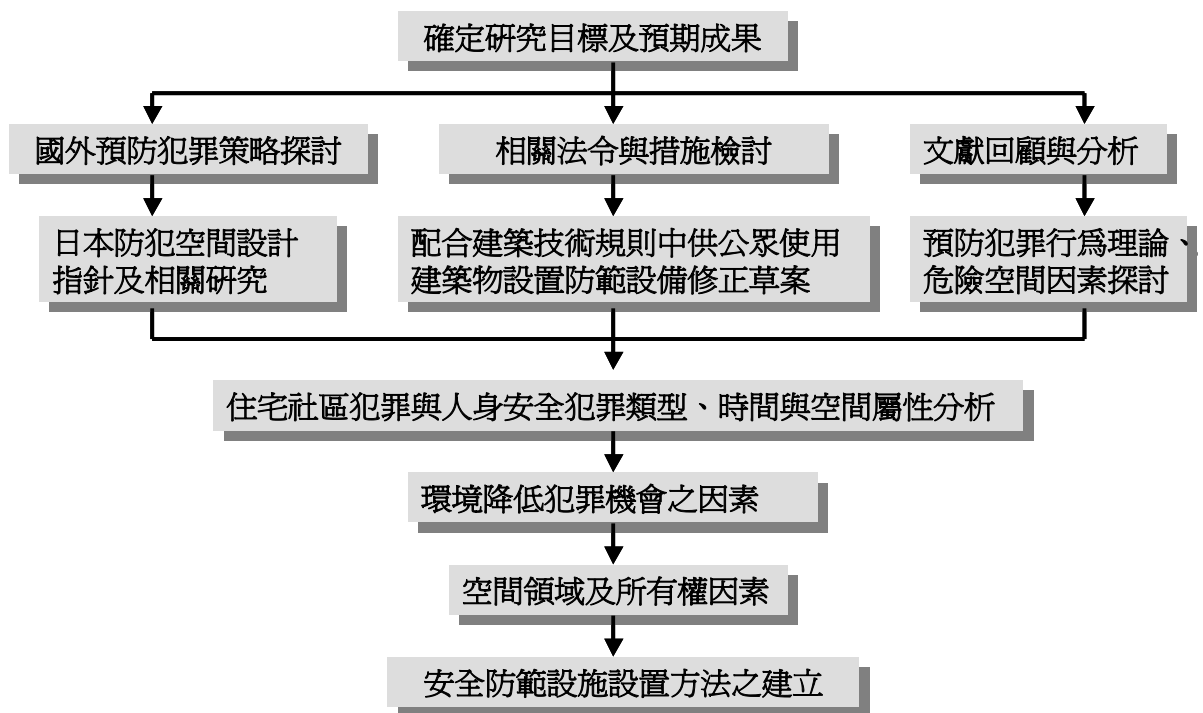 確定研究目標及預期成果
國外預防犯罪策略探討
相關法令與措施檢討
文獻回顧與分析
日本防犯空間設計
指針及相關研究
配合建築技術規則中供公眾使用
建築物設置防範設備修正草案
預防犯罪行為理論、
危險空間因素探討
住宅社區犯罪與人身安全犯罪類型、時間與空間屬性分析
環境降低犯罪機會之因素
空間領域及所有權因素
安全防範設施設置方法之建立